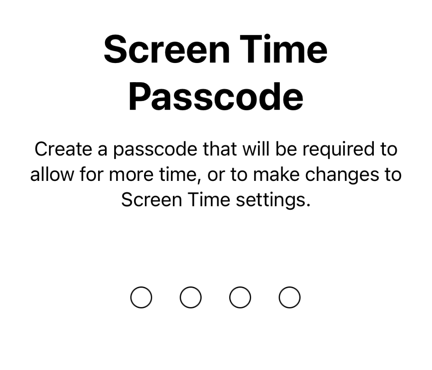 Screen Time
Passcode
Create a passcode that will be required to
allow for more time, or to make changes to
Screen Time settings.